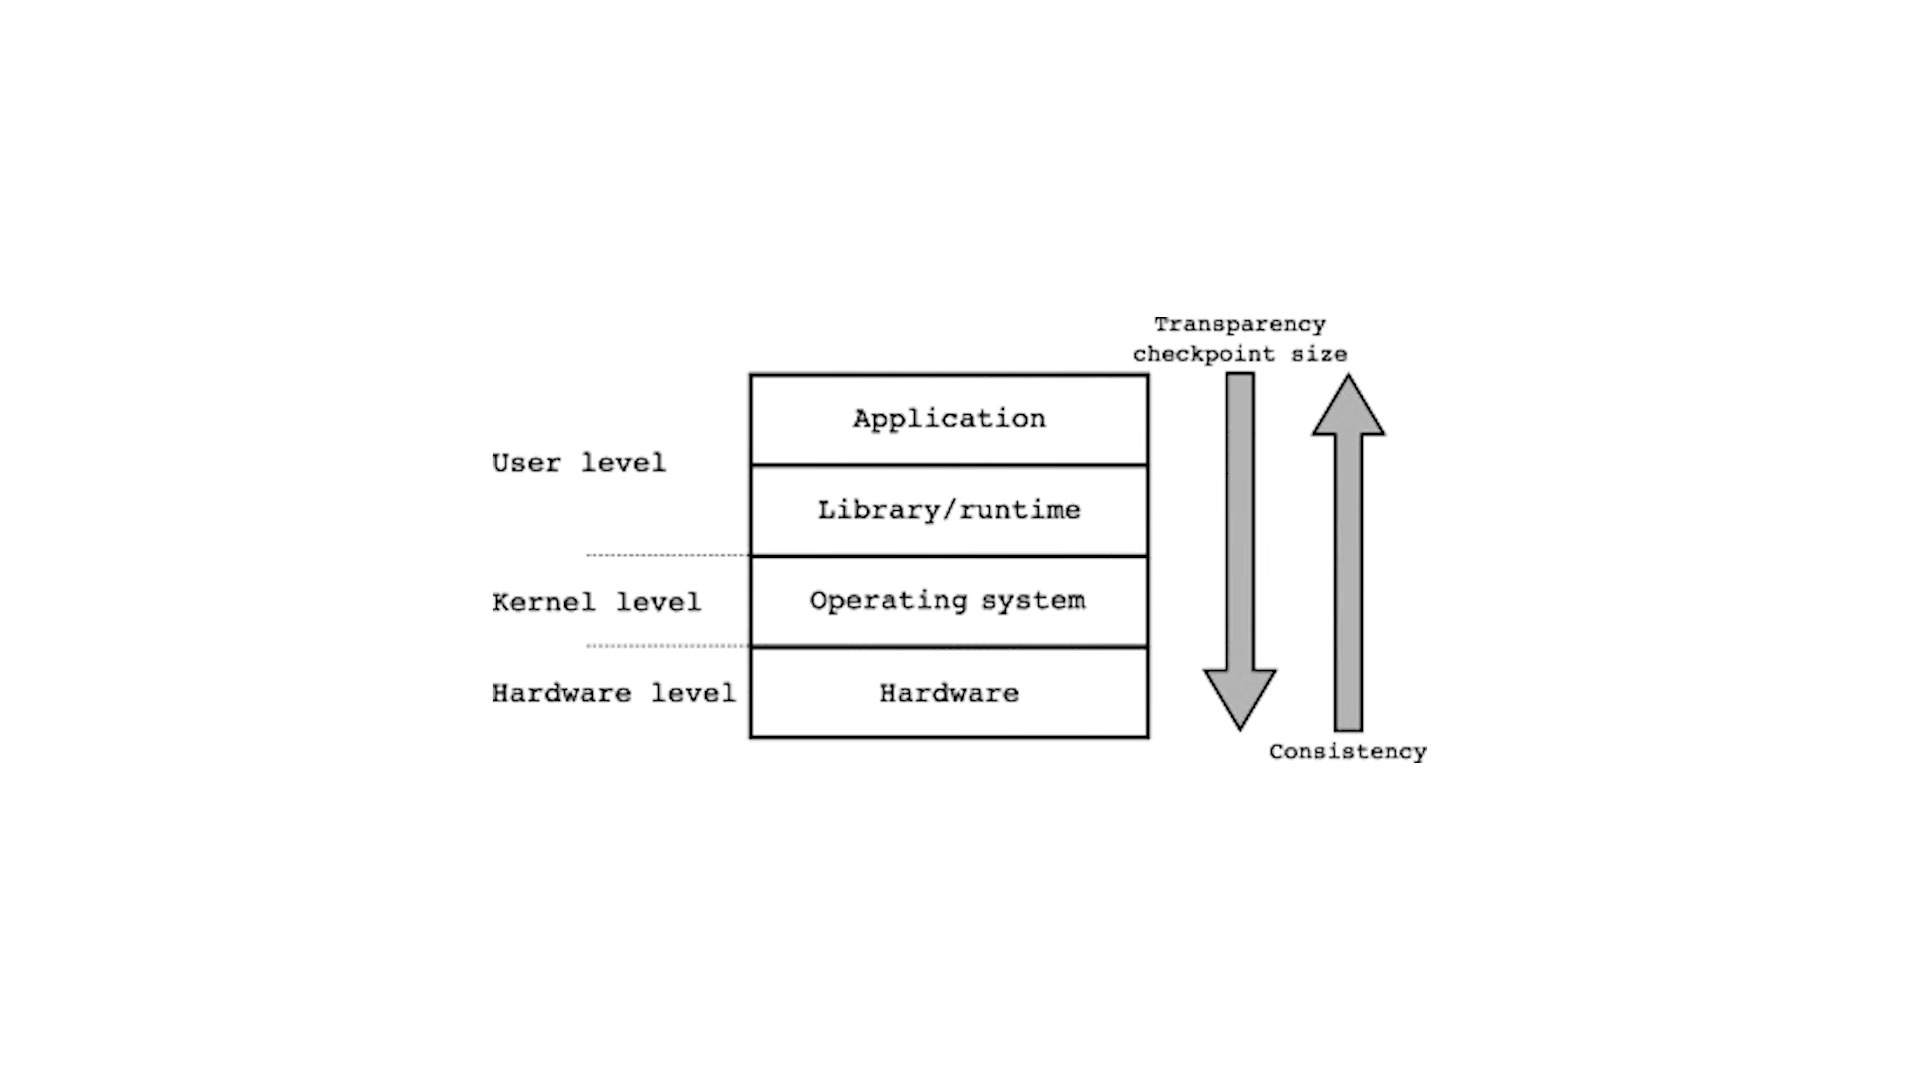 Transparency
checkpoint size
Application
User level
Library/runtime
Kernel level
Operating system
Hardware level
Hardware
Consistency